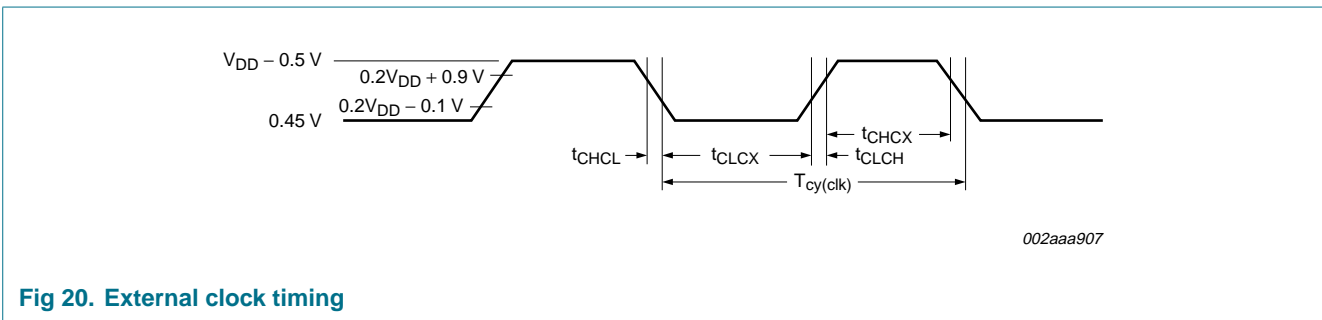 VDD − 0.5 V
0.2VDD + 0.9 V
0.2VDD − 0.1 V
0.45 V
tCHCX
tCHCL
tCLCX
tCLCH
Tcy(clk)
002aaa907
Fig 20. External clock timing